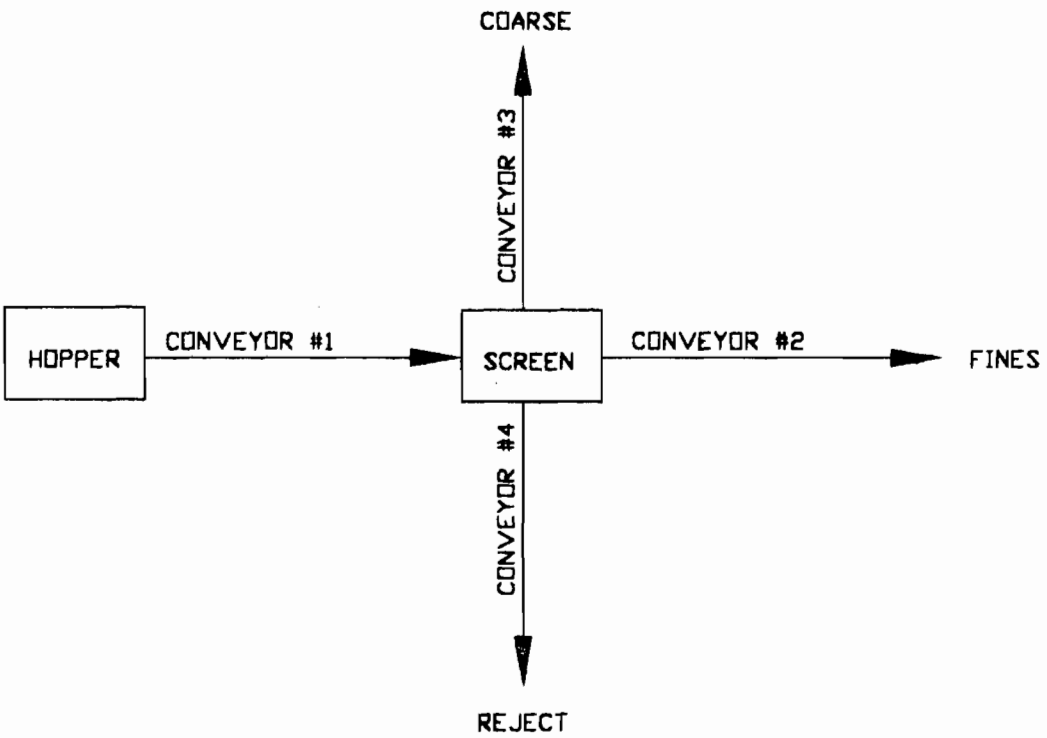 COARSE
CONVEYOR #3
HOPPER
CONVEYOR #1
SCREEN
CONVEYOR #2
FINES
CONVEYOR #4
REJECT